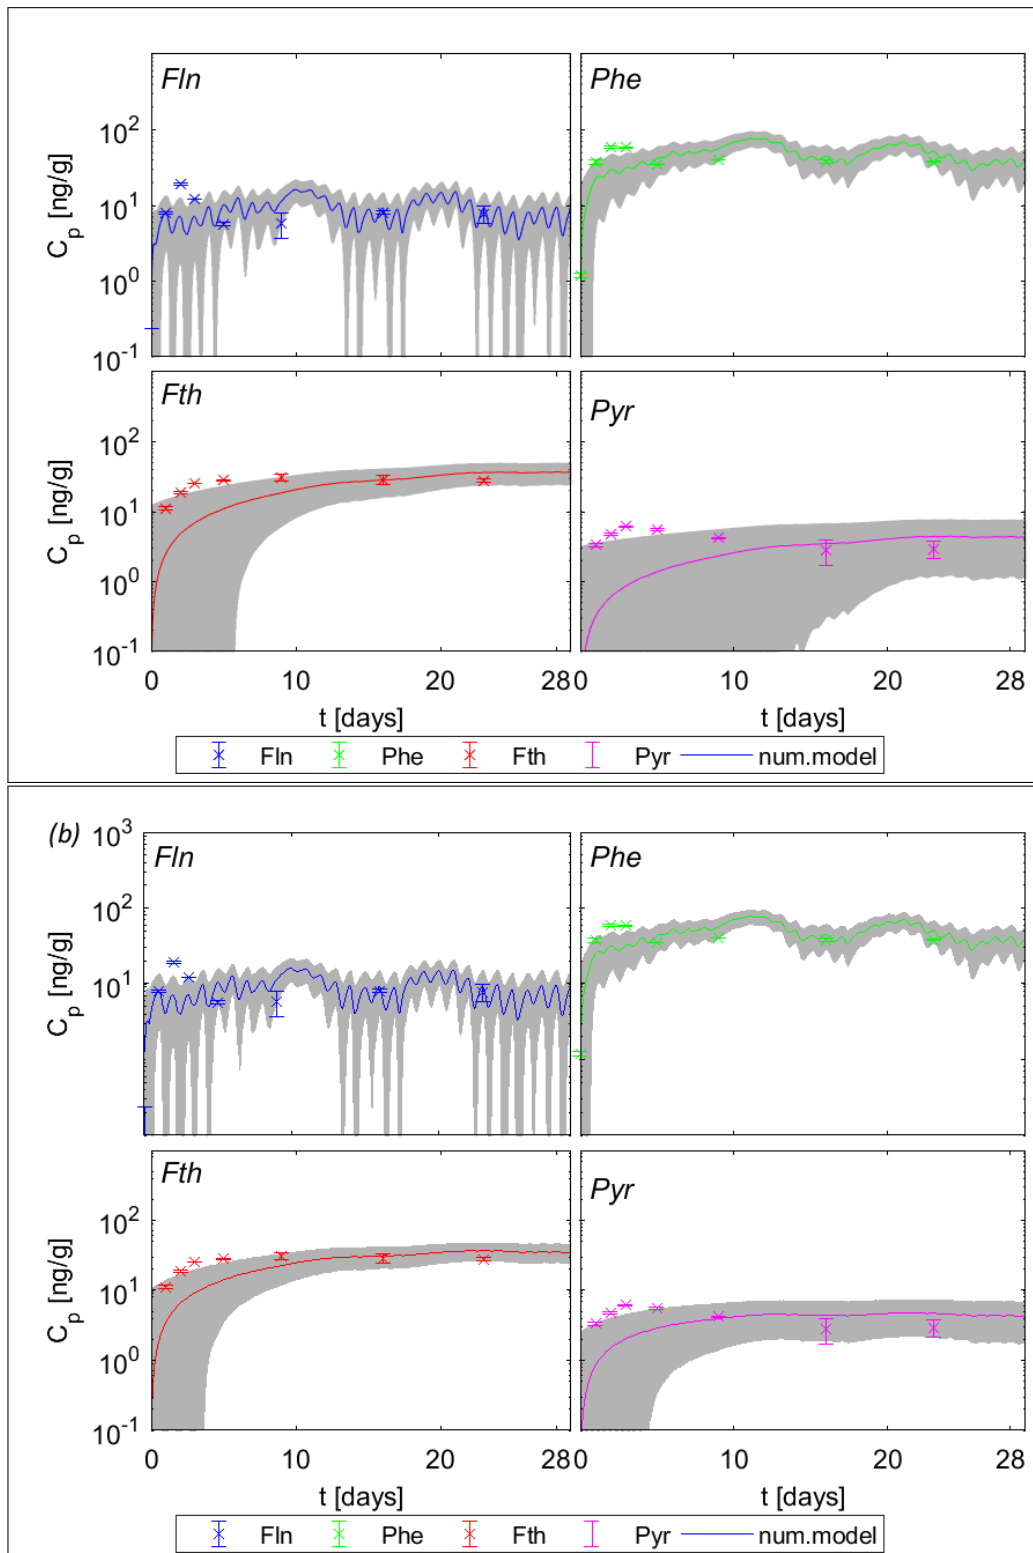 Fln Phe
10^2
10^1
10^0
10^-1
C_p [ng/g]
Fth Pyr
10^2
10^1
10^0
10^-1
C_p [ng/g]
0 10 20 28 0 10 20 28
t [days] t [days]
Fln Phe Fth Pyr num.model
(b) 10^3
Fln Phe
10^2
10^1
C_p [ng/g]
Fth Pyr
10^2
10^1
10^0
10^-1
C_p [ng/g]
0 10 20 28 0 10 20 28
t [days] t [days]
Fln Phe Fth Pyr num.model